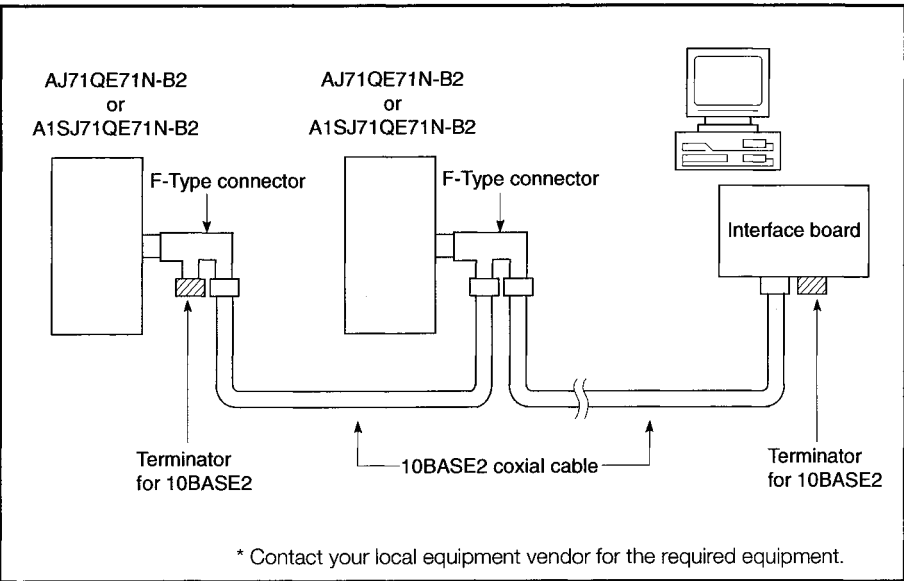 AJ71QE71N-B2
or
A1SJ71QE71N-B2
AJ71QE71N-B2
or
A1SJ71QE71N-B2
F-Type connector
F-Type connector
Interface board
Terminator
for 10BASE2
10BASE2 coxial cable
Terminator
for 10BASE2
* Contact your local equipment vendor for the required equipment.